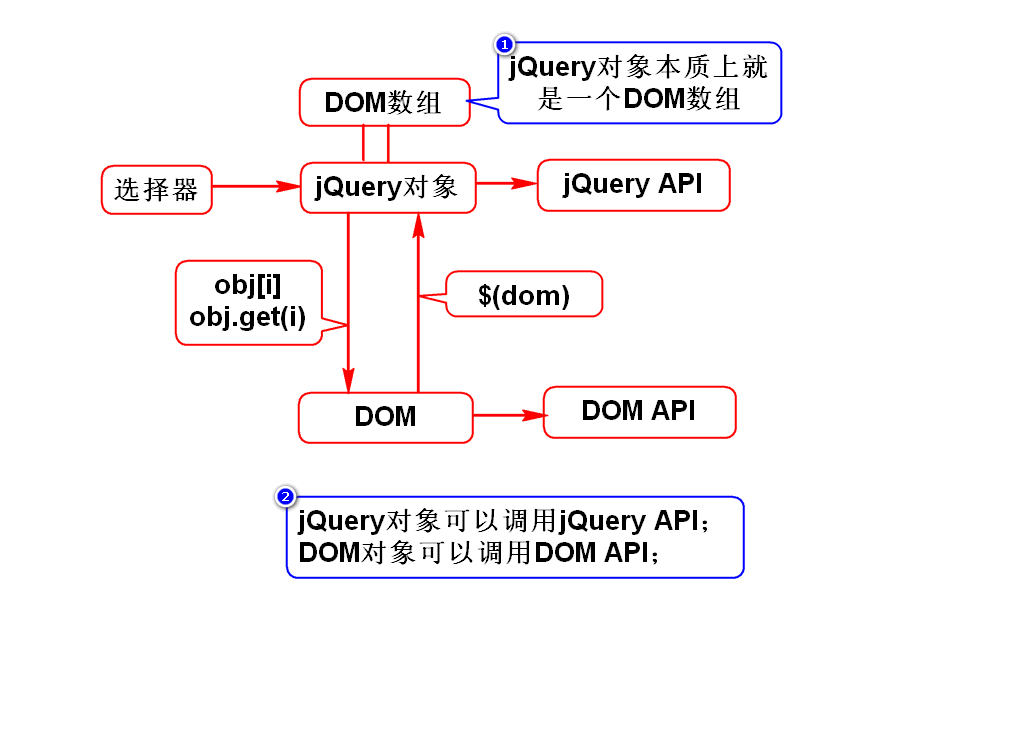 1
jQuery对象本质上就
是一个DOM数组
DOM数组
选择器
jQuery对象
jQuery API
obj[i]
obj.get(i)
$(dom)
DOM
DOM API
2
jQuery对象可以调用jQuery API；
DOM对象可以调用DOM API；